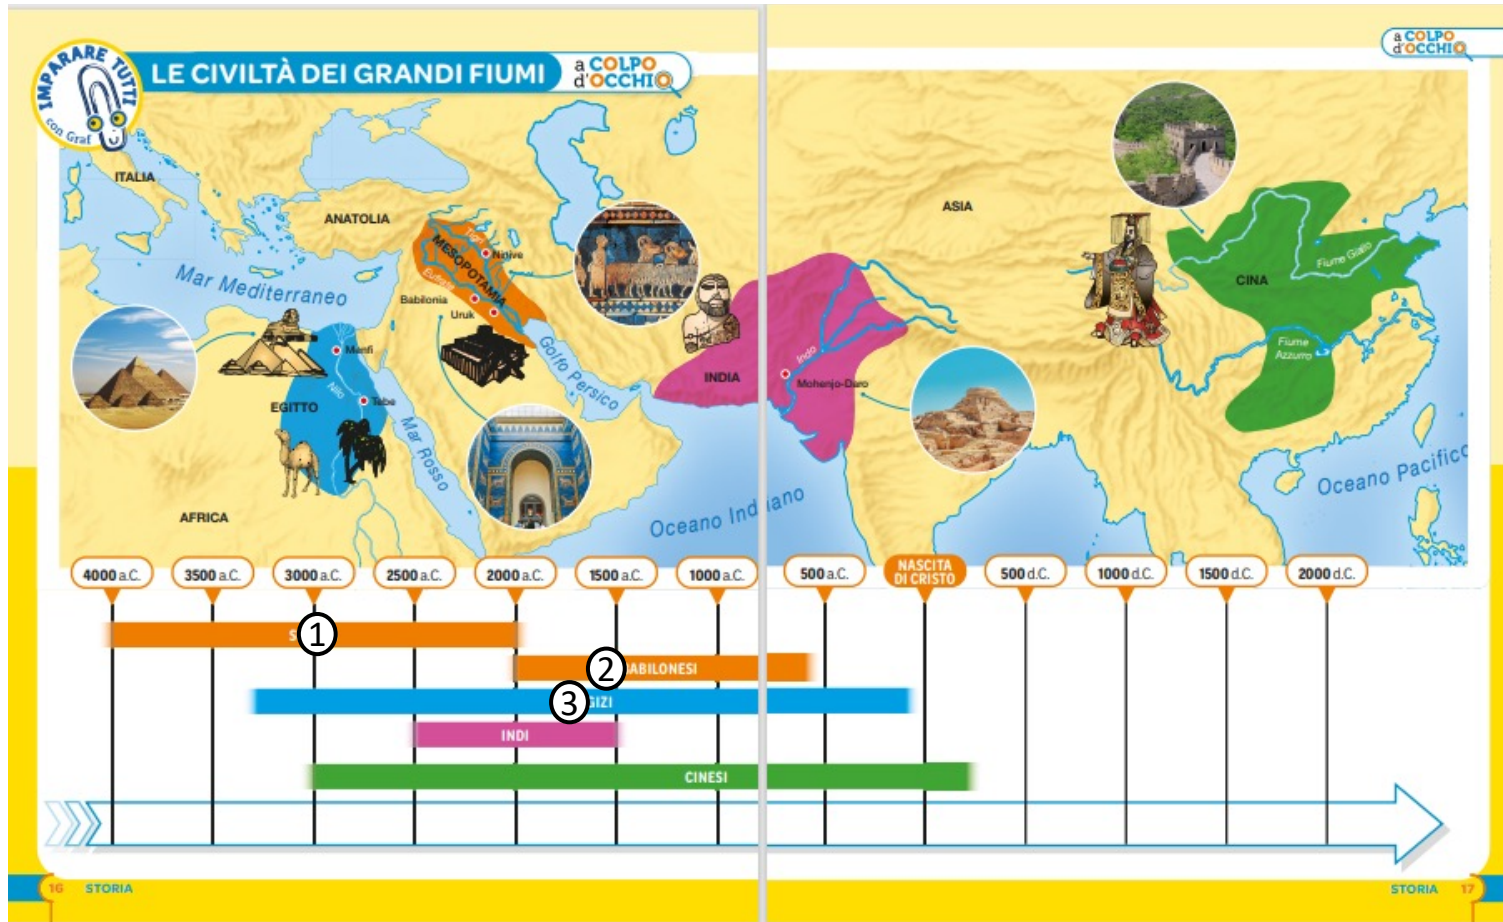 IMPARARE TUTTI
con Graf
LE CIVILTÀ DEI GRANDI FIUMI
a COLPO
d'OCCHIO
a COLPO
d'OCCHIO
ITALIA
ANATOLIA
ASIA
MESOPOTAMIA
Tigri
Ninive
Eufrate
Babilonia
Uruk
Mar Mediterraneo
Menfi
Nilo
Tebe
EGITTO
Mar Rosso
Golfo Persico
AFRICA
INDIA
Indo
Mohenjo-Daro
CINA
Fiume Giallo
Fiume
Azzurro
Oceano Indiano
Oceano Pacifico
4000 a.C.
3500 a.C.
3000 a.C.
2500 a.C.
2000 a.C.
1500 a.C.
1000 a.C.
500 a.C.
NASCITA
DI CRISTO
500 d.C.
1000 d.C.
1500 d.C.
2000 d.C.
S 1
2 ABILONESI
3 GIZI
INDI
CINESI
16 STORIA
STORIA 17